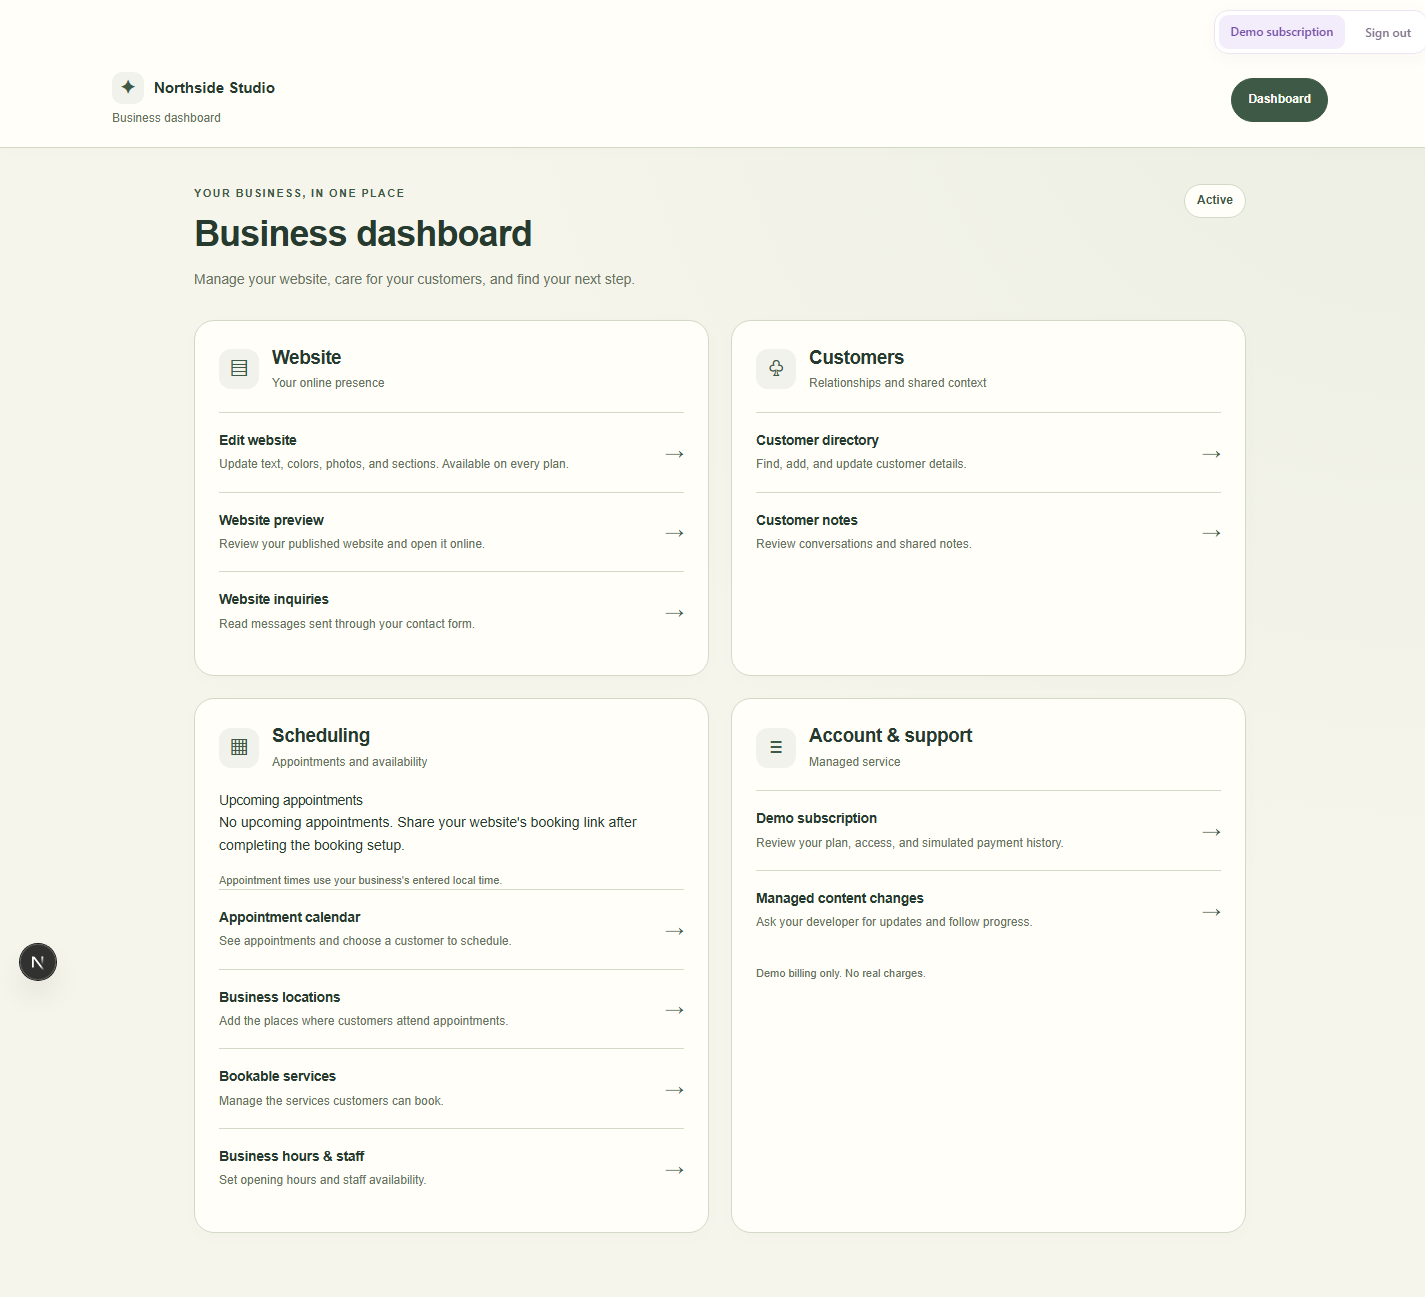 Demo subscription
Sign out
Northside Studio
Business dashboard
Dashboard
YOUR BUSINESS, IN ONE PLACE
Active
Business dashboard
Manage your website, care for your customers, and find your next step.
Website
Your online presence
Edit website
Update text, colors, photos, and sections. Available on every plan.
Website preview
Review your published website and open it online.
Website inquiries
Read messages sent through your contact form.
Customers
Relationships and shared context
Customer directory
Find, add, and update customer details.
Customer notes
Review conversations and shared notes.
Scheduling
Appointments and availability
Upcoming appointments
No upcoming appointments. Share your website's booking link after
completing the booking setup.
Appointment times use your business's entered local time.
Appointment calendar
See appointments and choose a customer to schedule.
Business locations
Add the places where customers attend appointments.
Bookable services
Manage the services customers can book.
Business hours & staff
Set opening hours and staff availability.
Account & support
Managed service
Demo subscription
Review your plan, access, and simulated payment history.
Managed content changes
Ask your developer for updates and follow progress.
Demo billing only. No real charges.
N